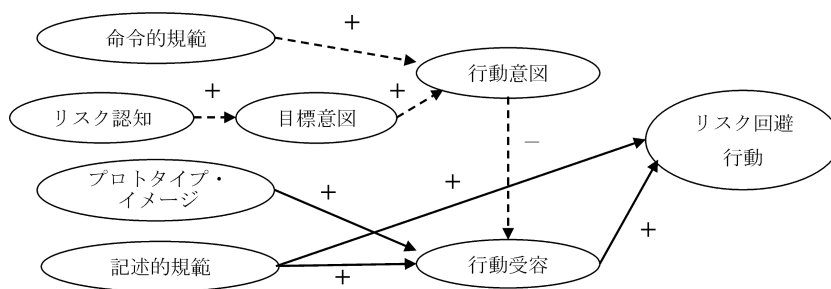 命令的規範
+
行動意図
+
+
リスク認知
目標意図
リスク回避
行動
−
プロトタイプ・
イメージ
+
+
+
記述的規範
+
行動受容